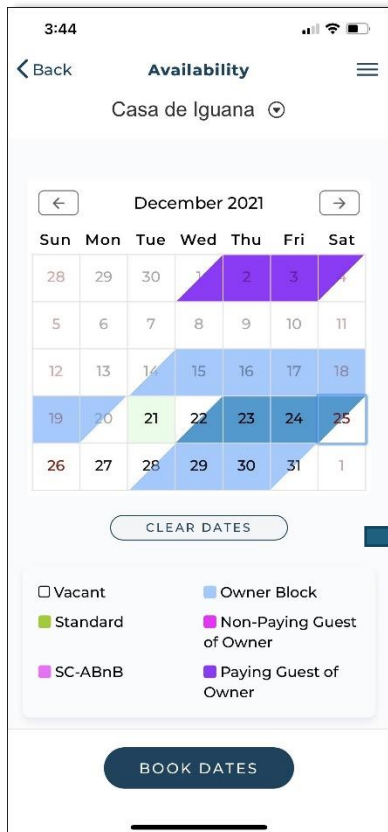 3:44
Back Availability
Casa de Iguana
December 2021
Sun Mon Tue Wed Thu Fri Sat
28 29 30 1 2 3 4
5 6 7 8 9 10 11
12 13 14 15 16 17 18
19 20 21 22 23 24 25
26 27 28 29 30 31 1
CLEAR DATES
Vacant Owner Block
Standard Non-Paying Guest
of Owner
SC-ABnB Paying Guest of
Owner
BOOK DATES